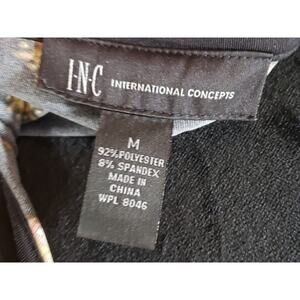 I·N·C INTERNATIONAL CONCEPTS
M
92% POLYESTER
8% SPANDEX
MADE IN
CHINA
WPL 8046